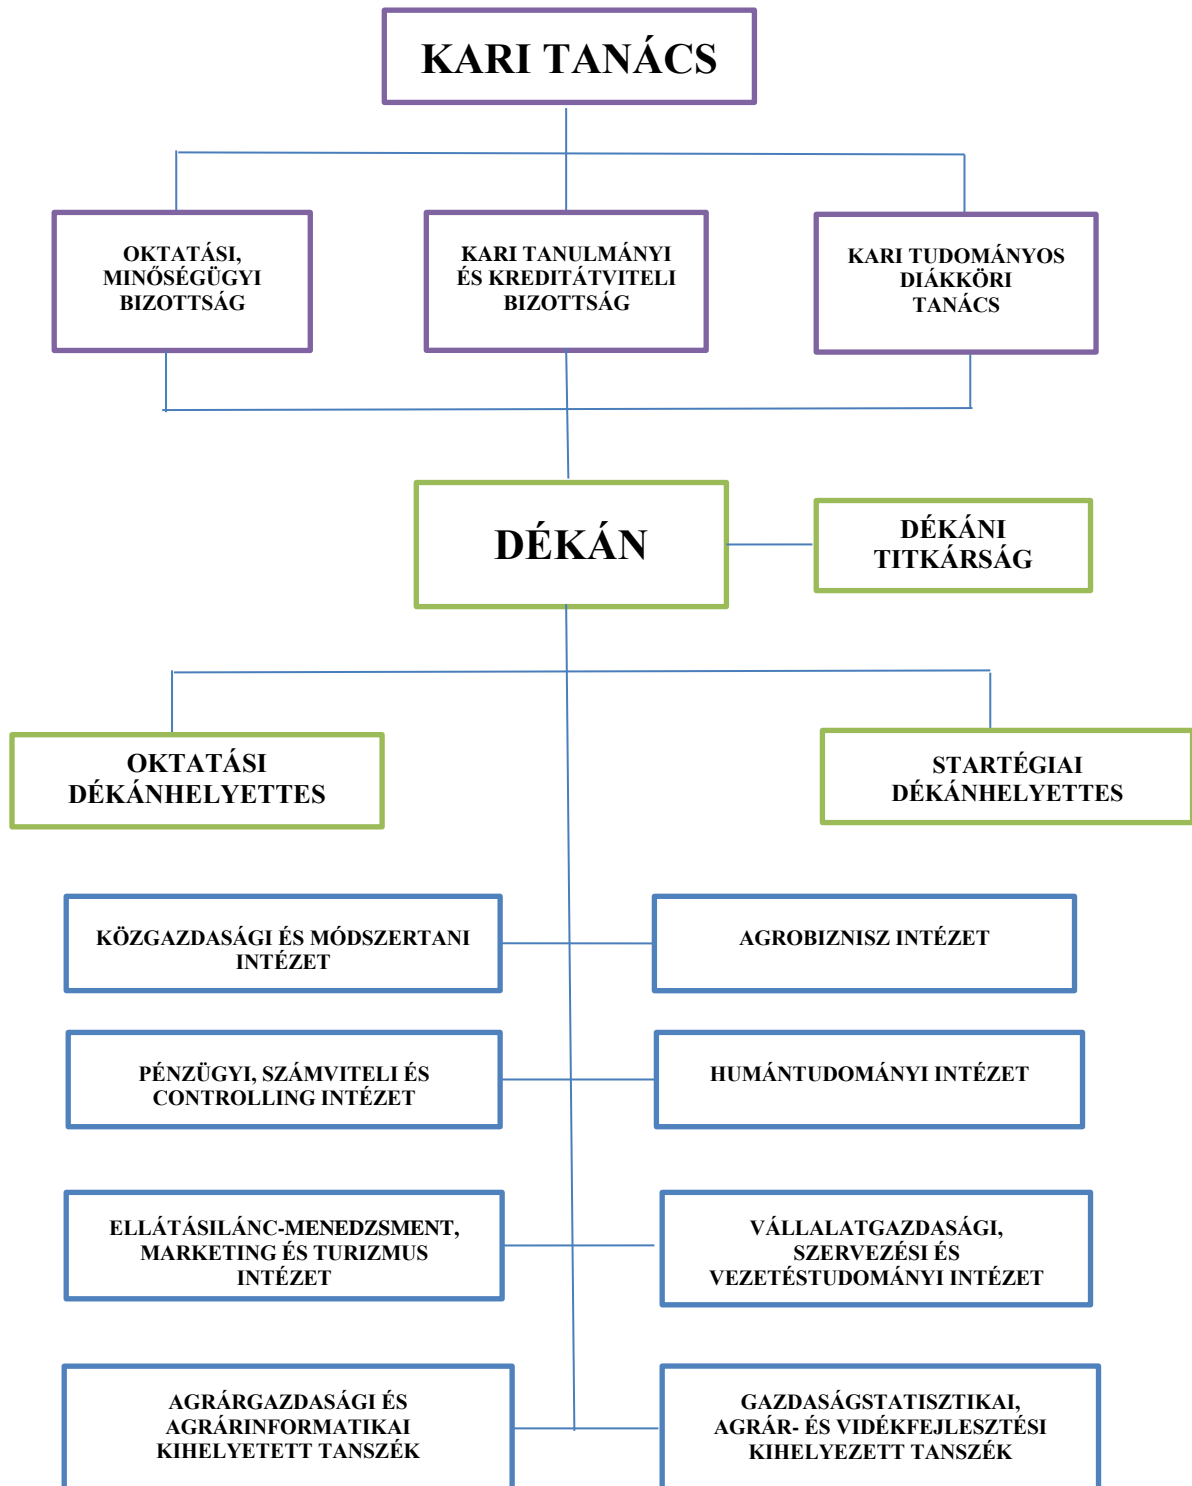 KARI TANÁCS
OKTATÁSI,
MINŐSÉGÜGYI
BIZOTTSÁG
KARI TANULMÁNYI
ÉS KREDITÁTVITELI
BIZOTTSÁG
KARI TUDOMÁNYOS
DIÁKKÖRI
TANÁCS
DÉKÁN
DÉKÁNI
TITKÁRSÁG
OKTATÁSI
DÉKÁNHELYETTES
STARTÉGIAI
DÉKÁNHELYETTES
KÖZGAZDASÁGI ÉS MÓDSZERTANI
INTÉZET
AGROBIZNISZ INTÉZET
PÉNZÜGYI, SZÁMVITELI ÉS
CONTROLLING INTÉZET
HUMÁNTUDOMÁNYI INTÉZET
ELLÁTÁSILÁNC-MENEDZSMENT,
MARKETING ÉS TURIZMUS
INTÉZET
VÁLLALATGAZDASÁGI,
SZERVEZÉSI ÉS
VEZETÉSTUDOMÁNYI INTÉZET
AGRÁRGAZDASÁGI ÉS
AGRÁRINFORMATIKAI
KIHELYETETT TANSZÉK
GAZDASÁGSTATISZTIKAI,
AGRÁR- ÉS VIDÉKFEJLESZTÉSI
KIHELYEZETT TANSZÉK